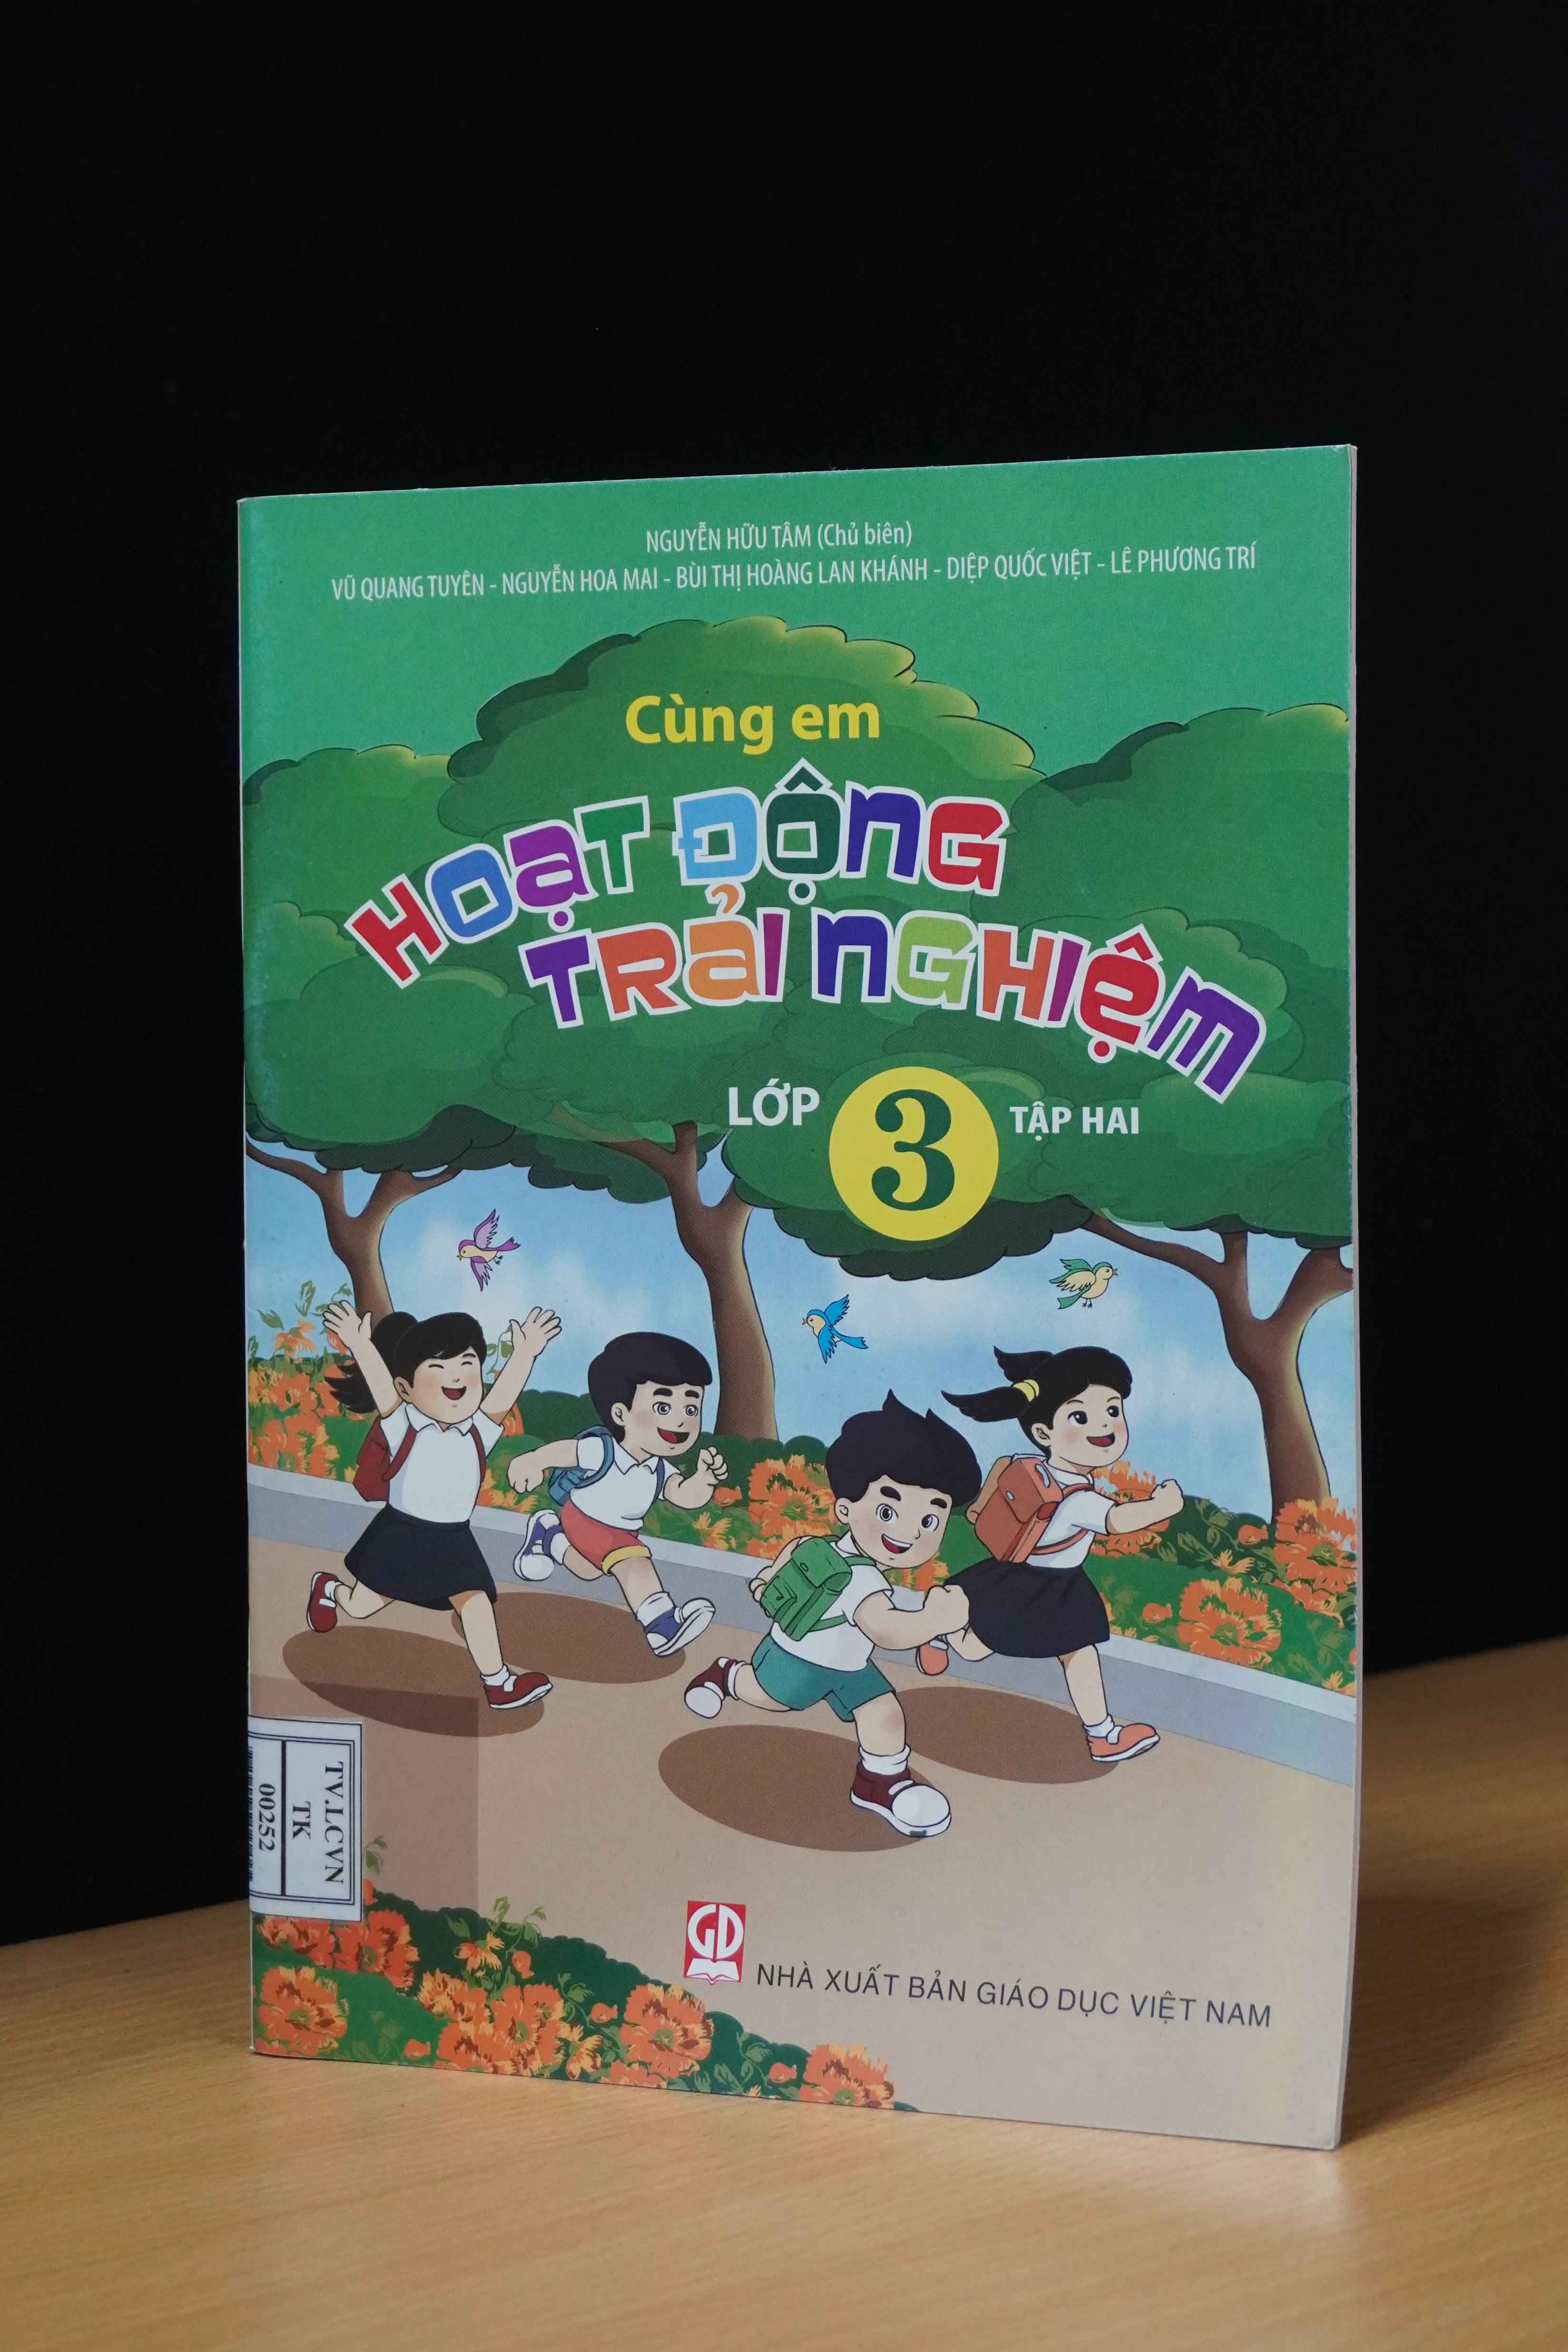 NGUYỄN HỮU TÂM (Chủ biên)
VŨ QUANG TUYÊN - NGUYỄN HOA MAI - BÙI THỊ HOÀNG LAN KHÁNH - DIỆP QUỐC VIỆT - LÊ PHƯƠNG TRÍ
Cùng em
HOẠT ĐỘNG
TRẢI NGHIỆM
LỚP 3 TẬP HAI
TV.LCVN
TK
00252
GD
NHÀ XUẤT BẢN GIÁO DỤC VIỆT NAM